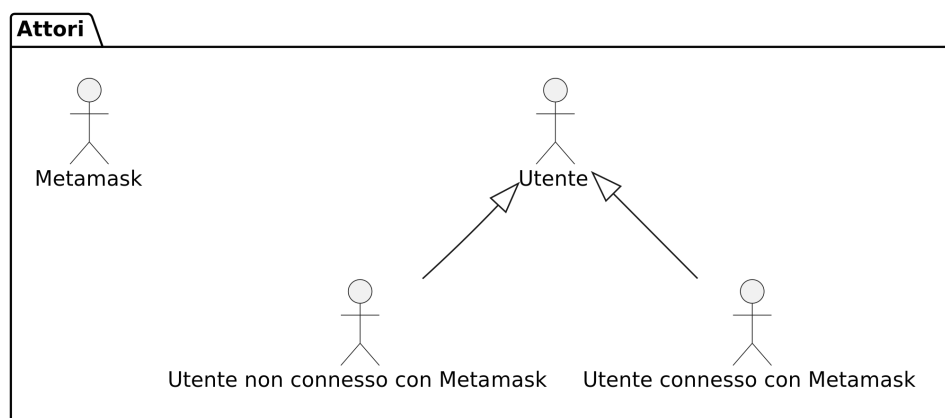 Attori
Metamask
Utente
Utente non connesso con Metamask
Utente connesso con Metamask